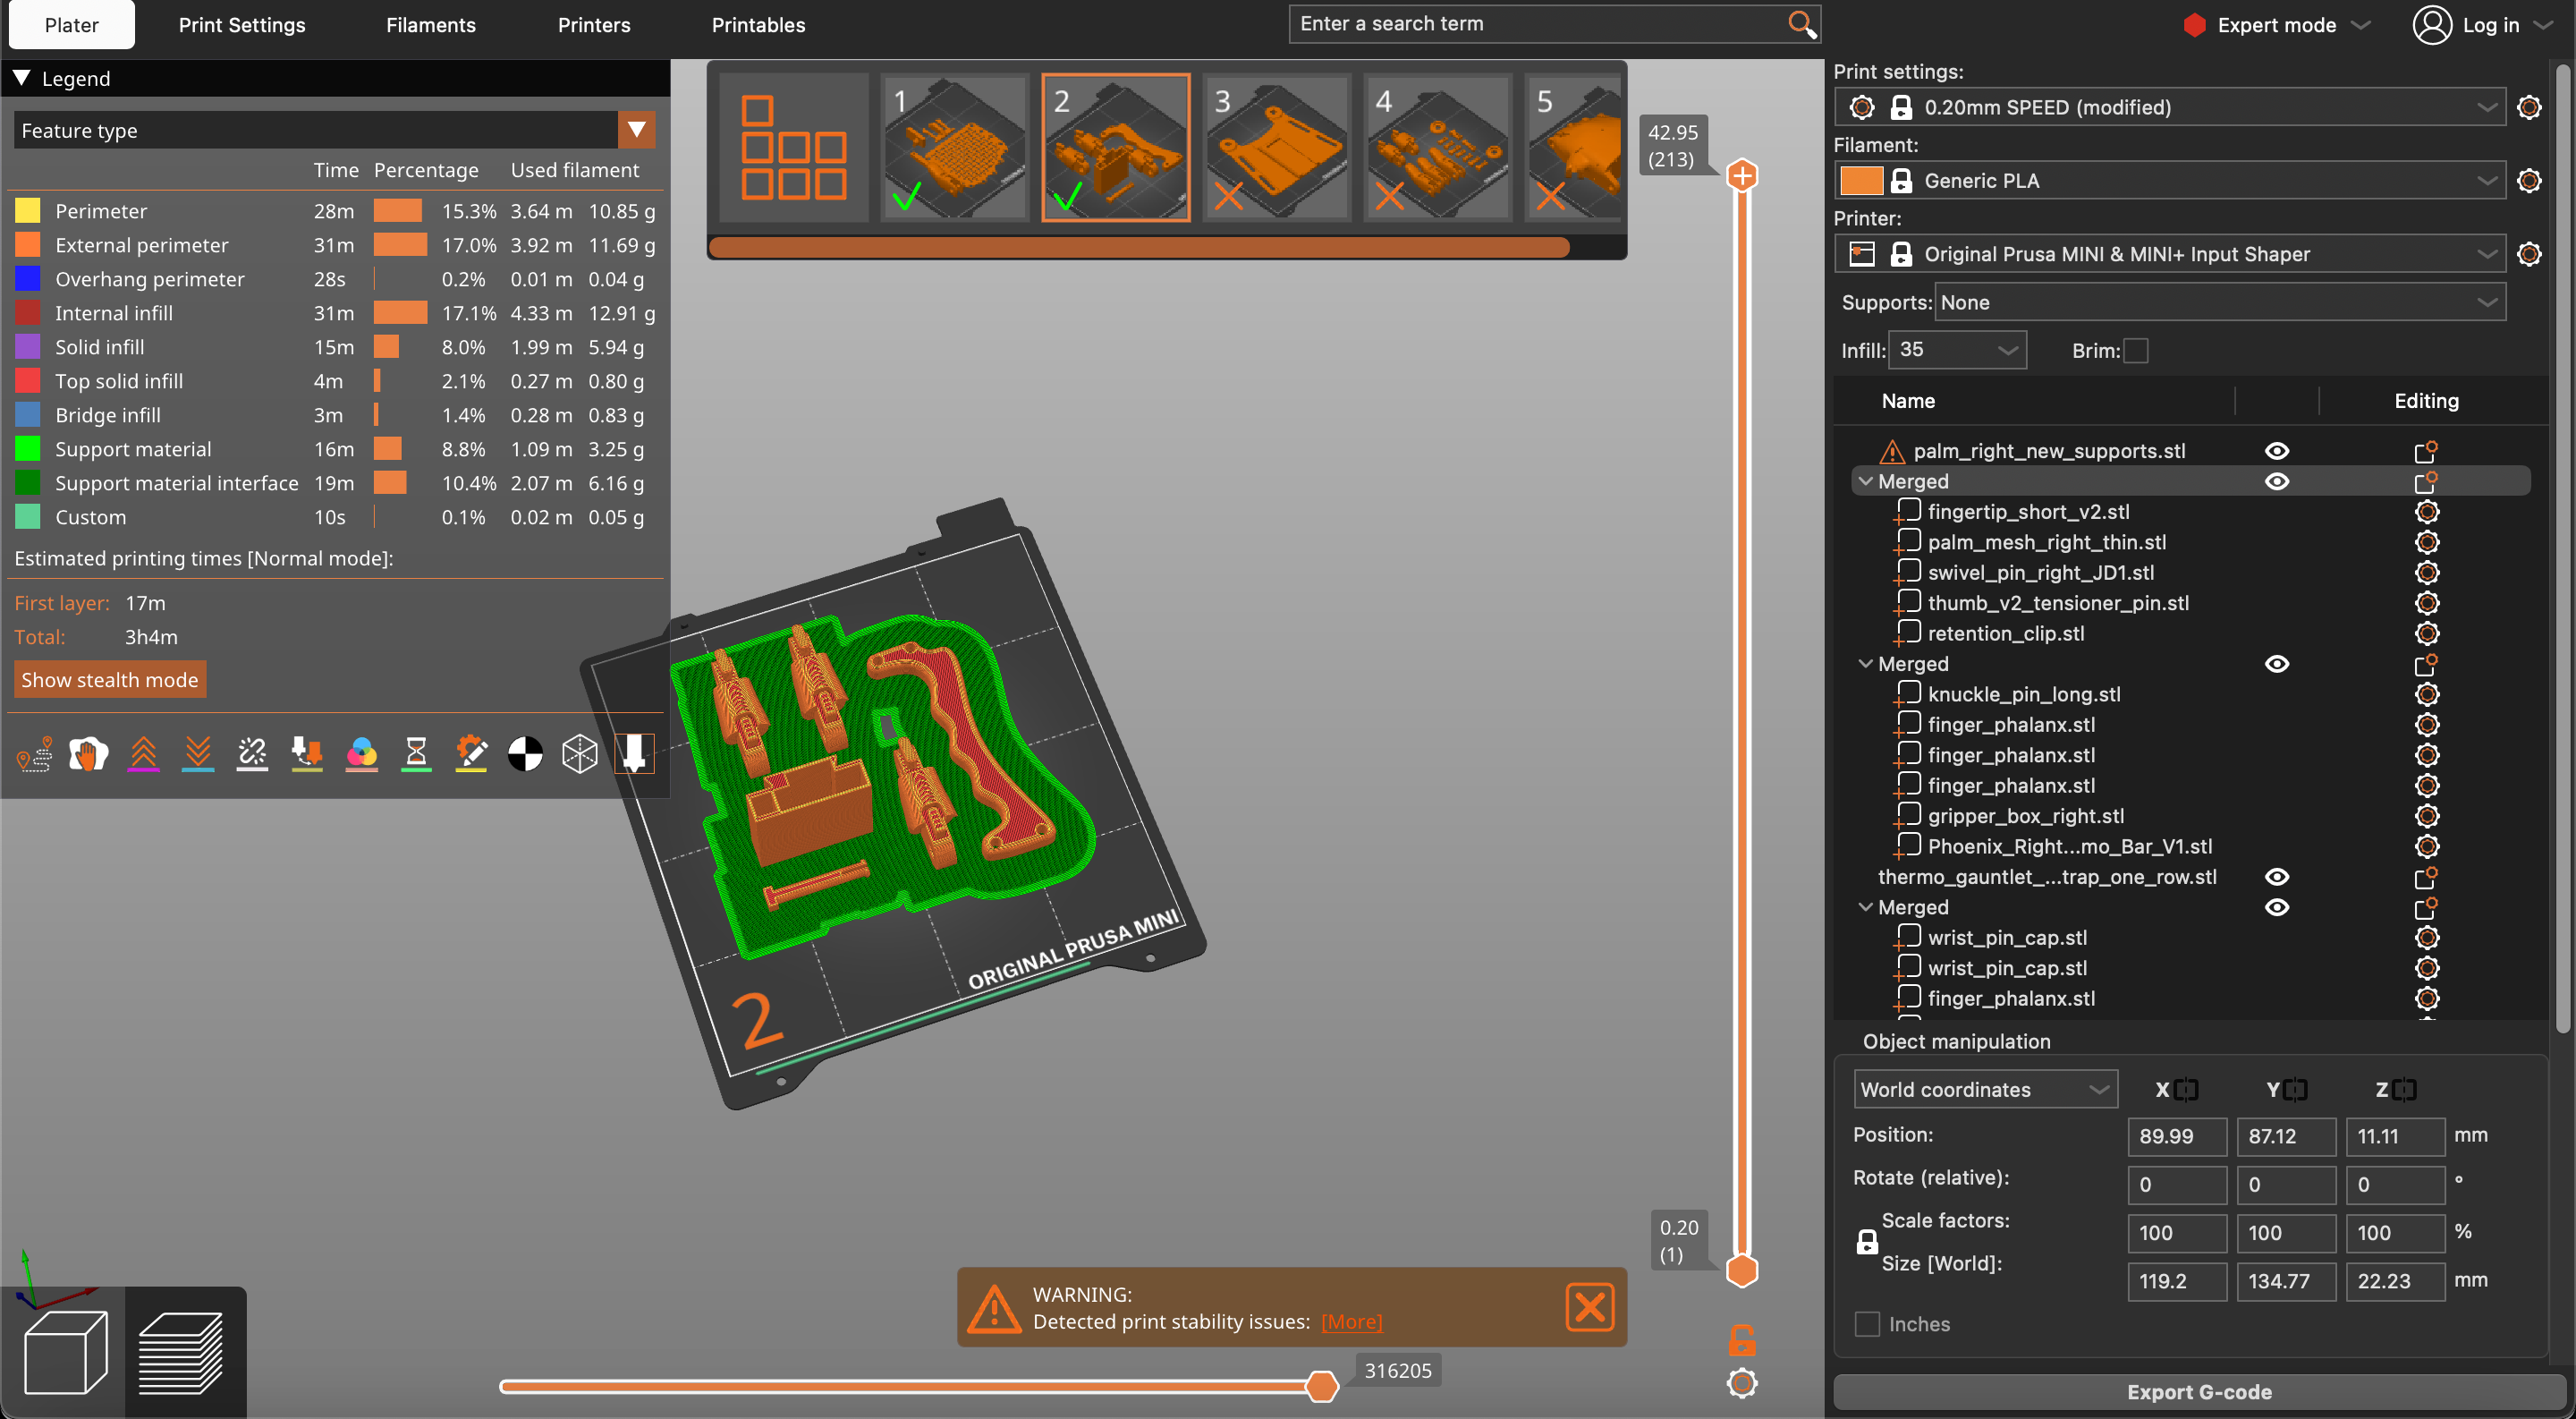 Plater Print Settings Filaments Printers Printables Enter a search term Expert mode Log in
Legend
Feature type
Time Percentage Used filament
Perimeter 28m 15.3% 3.64 m 10.85 g
External perimeter 31m 17.0% 3.92 m 11.69 g
Overhang perimeter 28s 0.2% 0.01 m 0.04 g
Internal infill 31m 17.1% 4.33 m 12.91 g
Solid infill 15m 8.0% 1.99 m 5.94 g
Top solid infill 4m 2.1% 0.27 m 0.80 g
Bridge infill 3m 1.4% 0.28 m 0.83 g
Support material 16m 8.8% 1.09 m 3.25 g
Support material interface 19m 10.4% 2.07 m 6.16 g
Custom 10s 0.1% 0.02 m 0.05 g
Estimated printing times [Normal mode]:
First layer: 17m
Total: 3h4m
Show stealth mode
1 2 3 4 5
42.95
(213)
ORIGINAL PRUSA MINI
2
0.20
(1)
WARNING:
Detected print stability issues: [More]
316205
Print settings:
0.20mm SPEED (modified)
Filament:
Generic PLA
Printer:
Original Prusa MINI & MINI+ Input Shaper
Supports: None
Infill: 35 Brim:
Name Editing
palm_right_new_supports.stl
Merged
fingertip_short_v2.stl
palm_mesh_right_thin.stl
swivel_pin_right_JD1.stl
thumb_v2_tensioner_pin.stl
retention_clip.stl
Merged
knuckle_pin_long.stl
finger_phalanx.stl
finger_phalanx.stl
finger_phalanx.stl
gripper_box_right.stl
Phoenix_Right...mo_Bar_V1.stl
thermo_gauntlet_...trap_one_row.stl
Merged
wrist_pin_cap.stl
wrist_pin_cap.stl
finger_phalanx.stl
Object manipulation
World coordinates X Y Z
Position: 89.99 87.12 11.11 mm
Rotate (relative): 0 0 0 °
Scale factors: 100 100 100 %
Size [World]: 119.2 134.77 22.23 mm
Inches
Export G-code